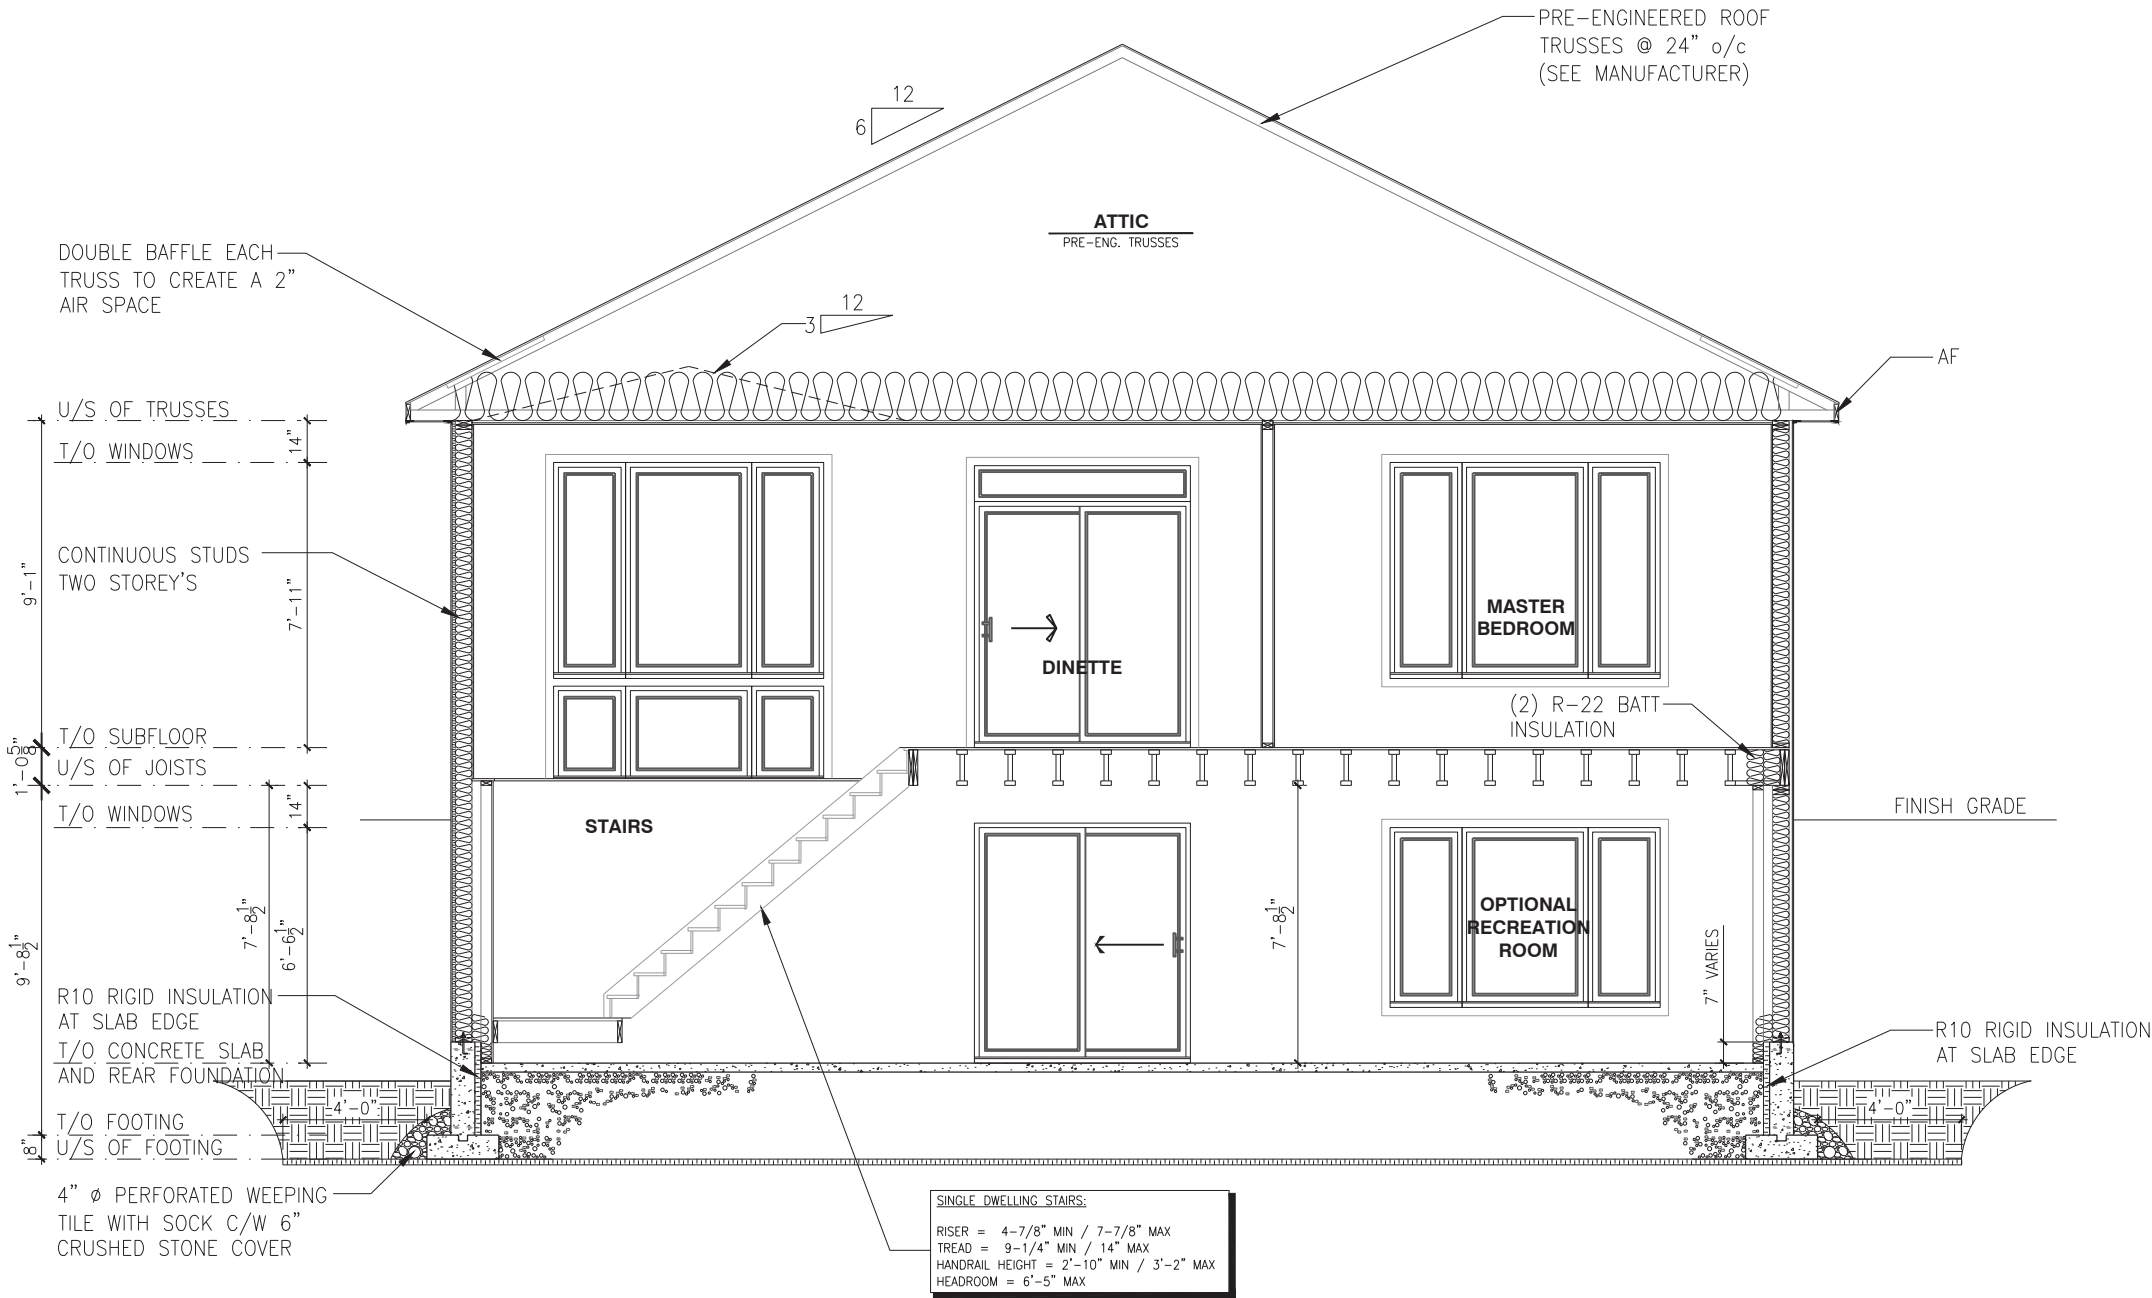 PRE-ENGINEERED ROOF
TRUSSES @ 24" o/c
(SEE MANUFACTURER)
12
6
ATTIC
PRE-ENG. TRUSSES
DOUBLE BAFFLE EACH
TRUSS TO CREATE A 2"
AIR SPACE
12
3
AF
U/S OF TRUSSES
14"
T/O WINDOWS
CONTINUOUS STUDS
TWO STOREY'S
9'-1"
7'-11"
MASTER
BEDROOM
DINETTE
(2) R-22 BATT
INSULATION
T/O SUBFLOOR
1'-0 5/8"
U/S OF JOISTS
14"
T/O WINDOWS
FINISH GRADE
STAIRS
7'-8 1/2"
6'-6 1/2"
9'-8 1/2"
7'-8 1/2"
OPTIONAL
RECREATION
ROOM
7" VARIES
R10 RIGID INSULATION
AT SLAB EDGE
R10 RIGID INSULATION
AT SLAB EDGE
T/O CONCRETE SLAB
AND REAR FOUNDATION
4'-0"
4'-0"
T/O FOOTING
8"
U/S OF FOOTING
4" ø PERFORATED WEEPING
TILE WITH SOCK C/W 6"
CRUSHED STONE COVER
SINGLE DWELLING STAIRS:
RISER = 4-7/8" MIN / 7-7/8" MAX
TREAD = 9-1/4" MIN / 14" MAX
HANDRAIL HEIGHT = 2'-10" MIN / 3'-2" MAX
HEADROOM = 6'-5" MAX